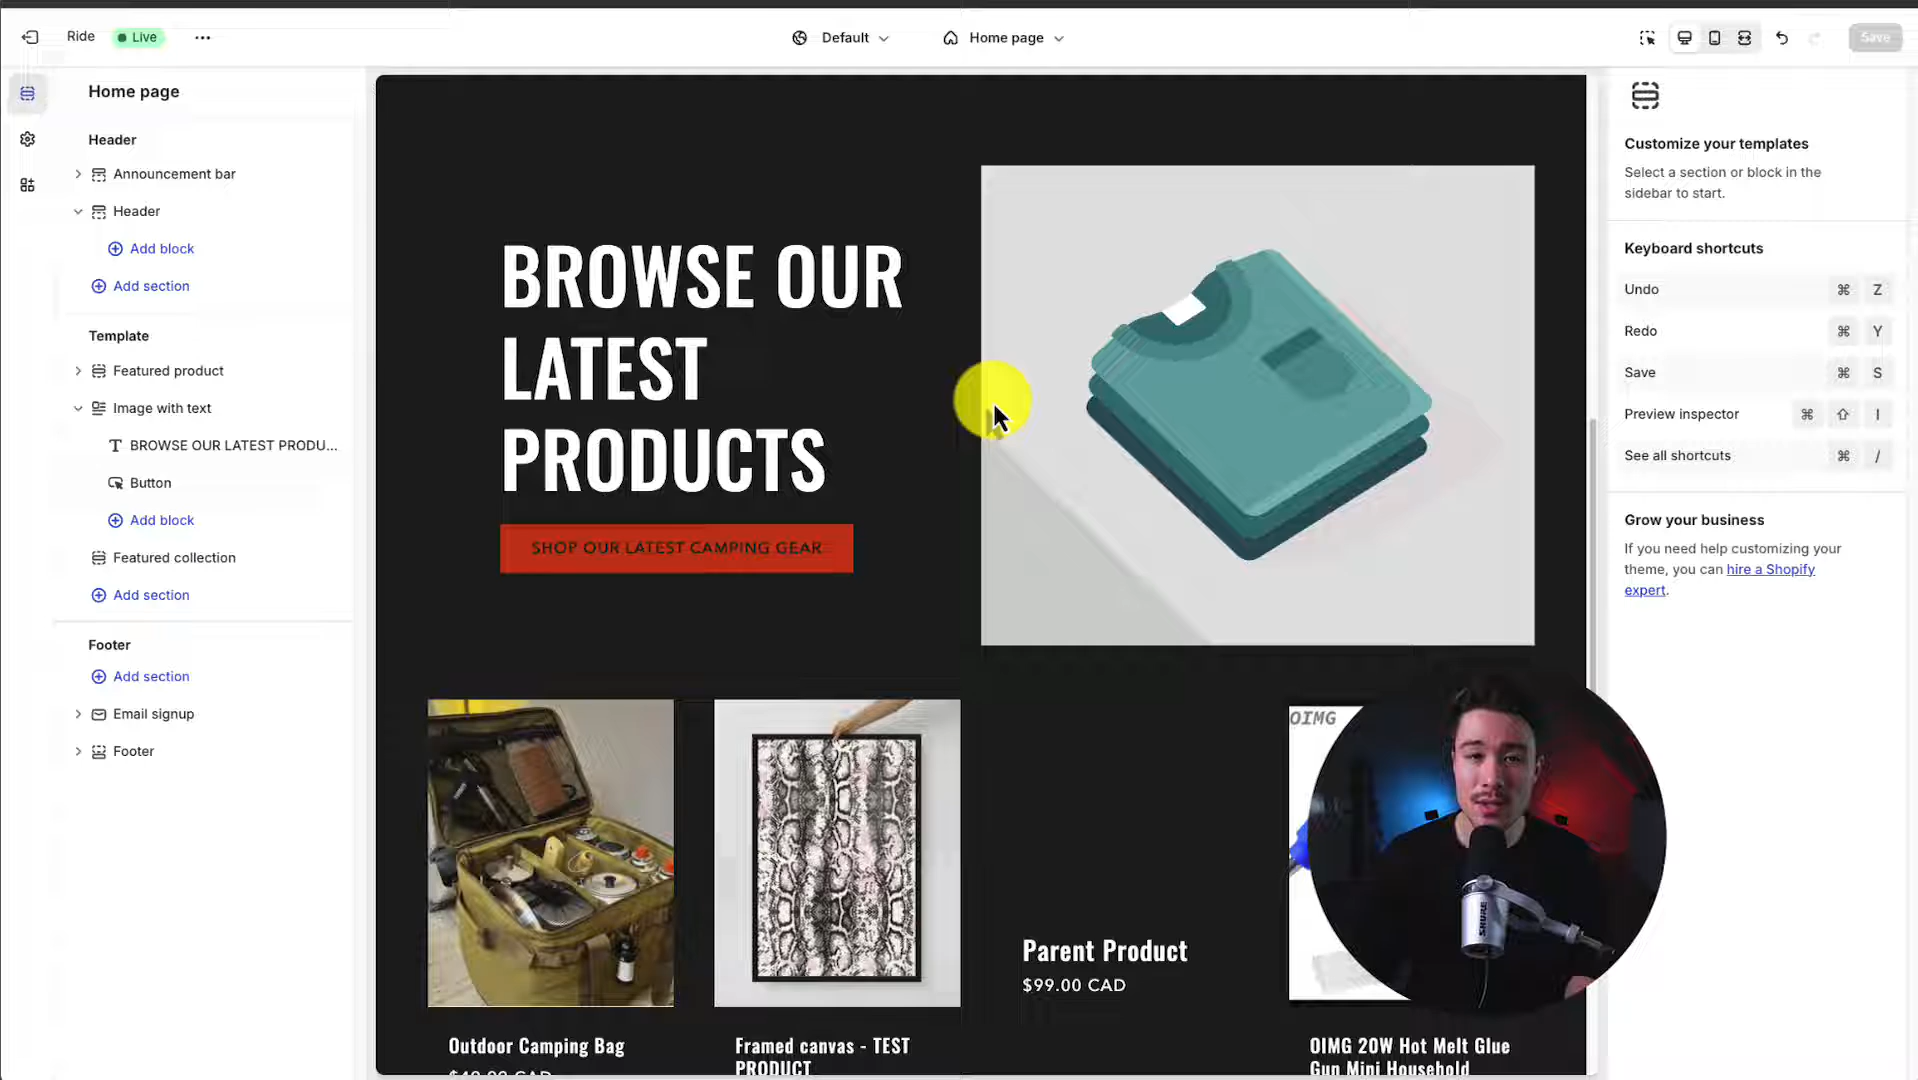 Ride
Live
Default
Home page
Save
Home page
Header
Announcement bar
Header
Add block
Add section
Template
Featured product
Image with text
BROWSE OUR LATEST PRODU...
Button
Add block
Featured collection
Add section
Footer
Add section
Email signup
Footer
BROWSE OUR
LATEST
PRODUCTS
SHOP OUR LATEST CAMPING GEAR
OIMG
SHURE
Parent Product
$99.00 CAD
Outdoor Camping Bag
Framed canvas - TEST
PRODUCT
OIMG 20W Hot Melt Glue
Gun Mini Household
Customize your templates
Select a section or block in the
sidebar to start.
Keyboard shortcuts
Undo ⌘ Z
Redo ⌘ Y
Save ⌘ S
Preview inspector ⌘ ⇧ I
See all shortcuts ⌘ /
Grow your business
If you need help customizing your
theme, you can hire a Shopify
expert.